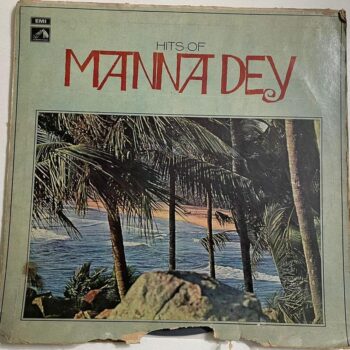 EMI
HITS OF
MANNA DEY